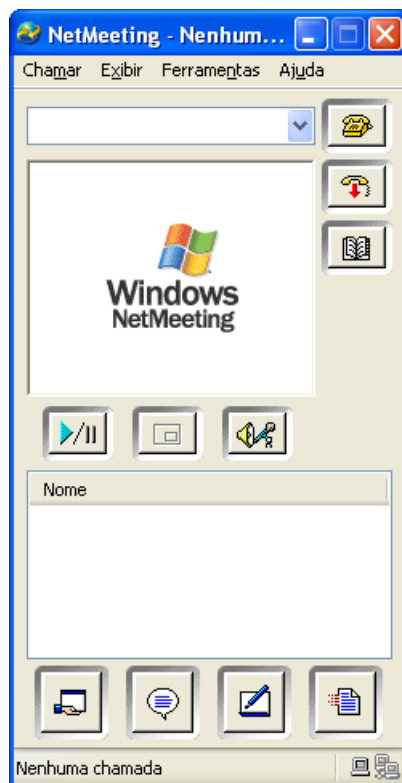 NetMeeting - Nenhum...
Chamar Exibir Ferramentas Ajuda
Windows
NetMeeting
Nome
Nenhuma chamada